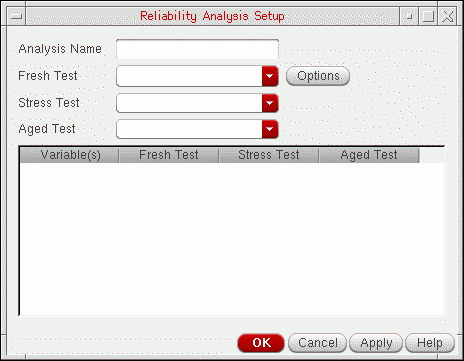 Reliability Analysis Setup
Analysis Name
Fresh Test Options
Stress Test
Aged Test
Variable(s) Fresh Test Stress Test Aged Test
OK Cancel Apply Help